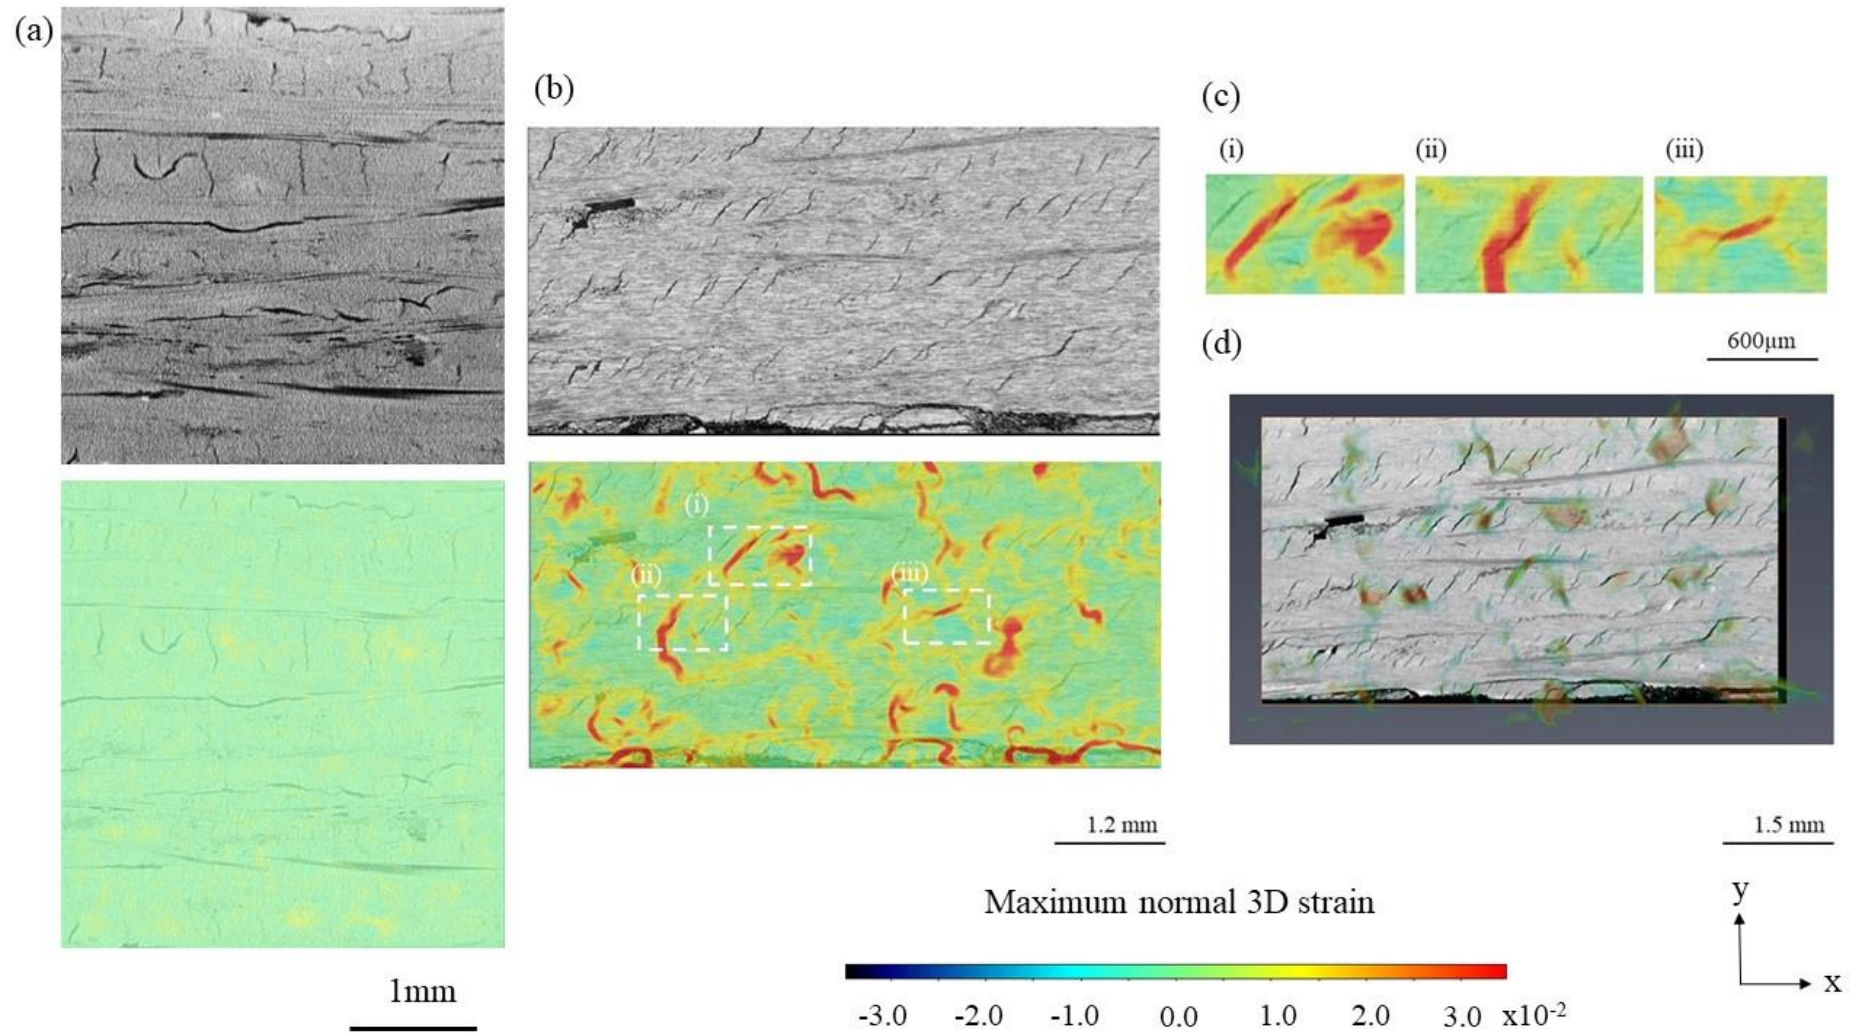 (a)
(b)
(c)
(i) (ii) (iii)
600μm
(d)
(i)
(ii)
(iii)
1.2 mm
1.5 mm
Maximum normal 3D strain
y
x
1mm
-3.0 -2.0 -1.0 0.0 1.0 2.0 3.0 x10⁻²